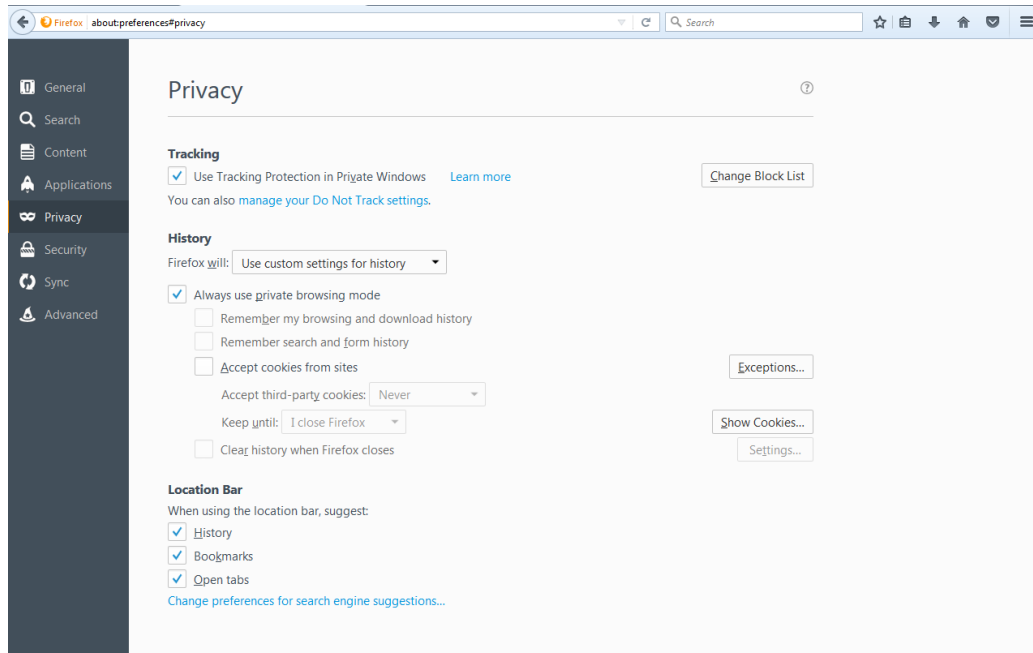 Firefox about:preferences#privacy Search
General
Search
Content
Applications
Privacy
Security
Sync
Advanced
Privacy
Tracking
Use Tracking Protection in Private Windows Learn more Change Block List
You can also manage your Do Not Track settings.
History
Firefox will: Use custom settings for history
Always use private browsing mode
Remember my browsing and download history
Remember search and form history
Accept cookies from sites Exceptions...
Accept third-party cookies: Never
Keep until: I close Firefox Show Cookies...
Clear history when Firefox closes Settings...
Location Bar
When using the location bar, suggest:
History
Bookmarks
Open tabs
Change preferences for search engine suggestions...